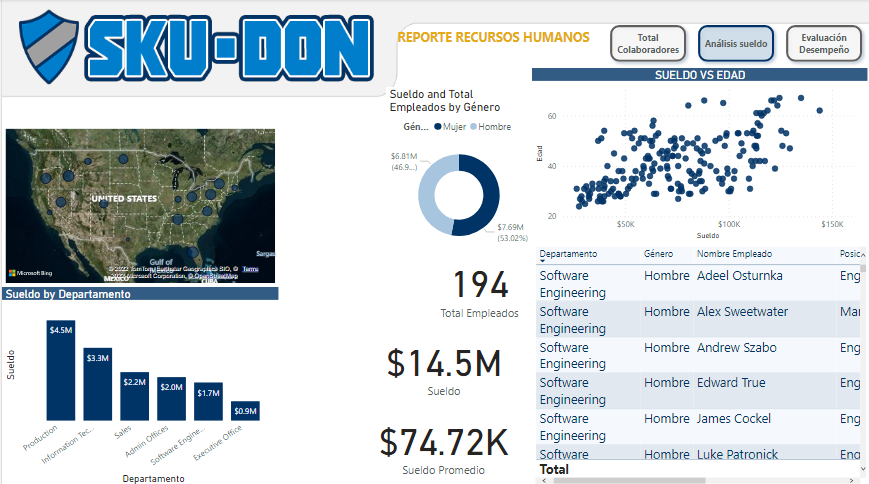 SKU-DON
REPORTE RECURSOS HUMANOS
Total
Colaboradores
Análisis sueldo
Evaluación
Desempeño
UNITED STATES
Gulf of
MÉXICO
CUBA
Sargas
Microsoft Bing
© 2022 TomTom, Earthstar Geographics SIO, ©
2022 Microsoft Corporation, © OpenStreetMap
Terms
Sueldo by Departamento
Sueldo
$4.5M
$3.3M
$2.2M
$2.0M
$1.7M
$0.9M
Production
Information Tec...
Sales
Admin Offices
Software Engine...
Executive Office
Departamento
Sueldo and Total
Empleados by Género
Gén... Mujer Hombre
$6.81M
(46.9...)
$7.69M
(53.02%)
194
Total Empleados
$14.5M
Sueldo
$74.72K
Sueldo Promedio
SUELDO VS EDAD
Edad
60
40
20
$50K $100K $150K
Sueldo
Departamento Género Nombre Empleado Posic
Software
Engineering Hombre Adeel Osturnka Eng
Software
Engineering Hombre Alex Sweetwater Mar
Software
Engineering Hombre Andrew Szabo Eng
Software
Engineering Hombre Edward True Eng
Software
Engineering Hombre James Cockel Eng
Software Hombre Luke Patronick Eng
Total